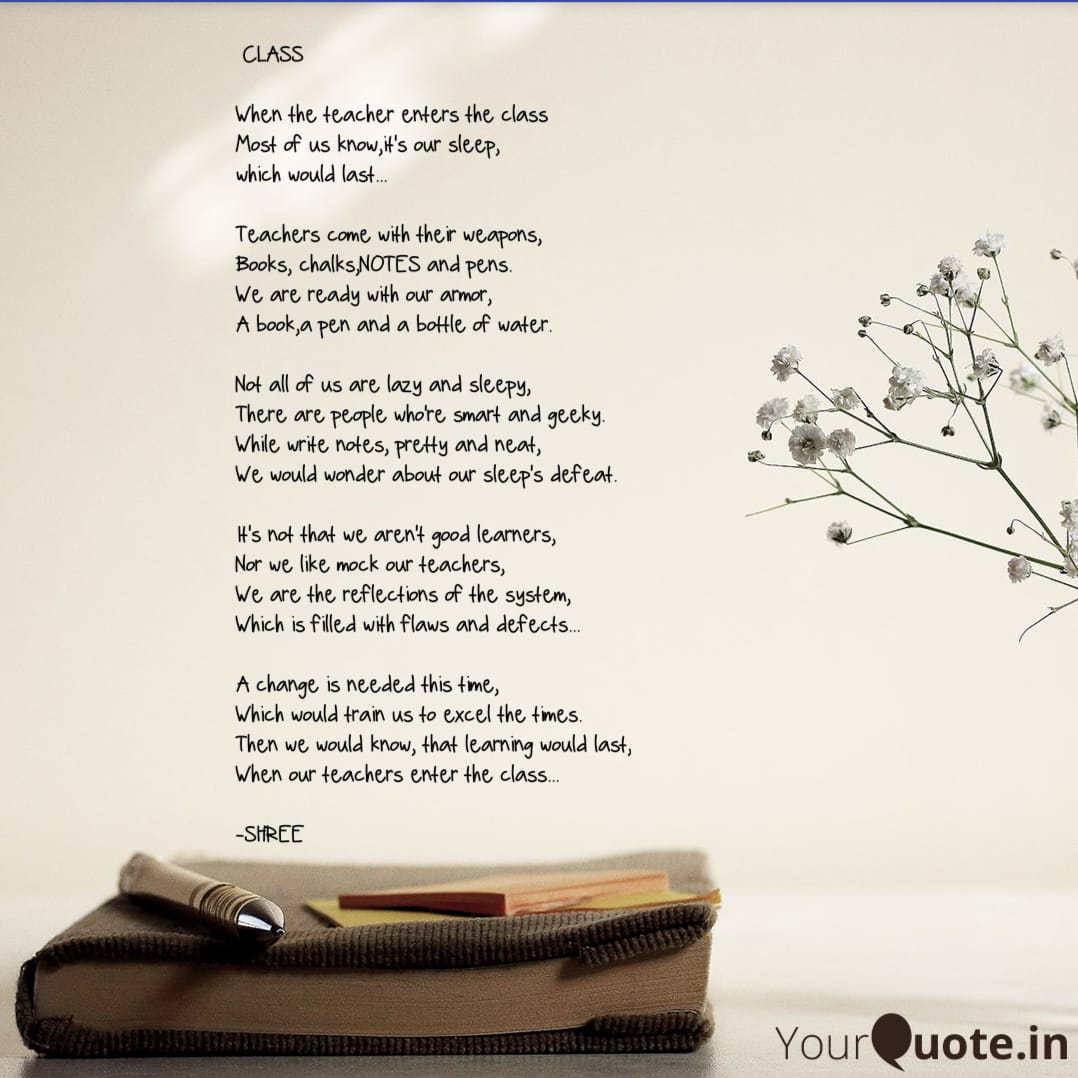 CLASS
When the teacher enters the class
Most of us know,it's our sleep,
which would last...
Teachers come with their weapons,
Books, chalks,NOTES and pens.
We are ready with our armor,
A book,a pen and a bottle of water.
Not all of us are lazy and sleepy,
There are people who're smart and geeky.
While write notes, pretty and neat,
We would wonder about our sleep's defeat.
It's not that we aren't good learners,
Nor we like mock our teachers,
We are the reflections of the system,
Which is filled with flaws and defects...
A change is needed this time,
Which would train us to excel the times.
Then we would know, that learning would last,
When our teachers enter the class...
-SHREE
YourQuote.in